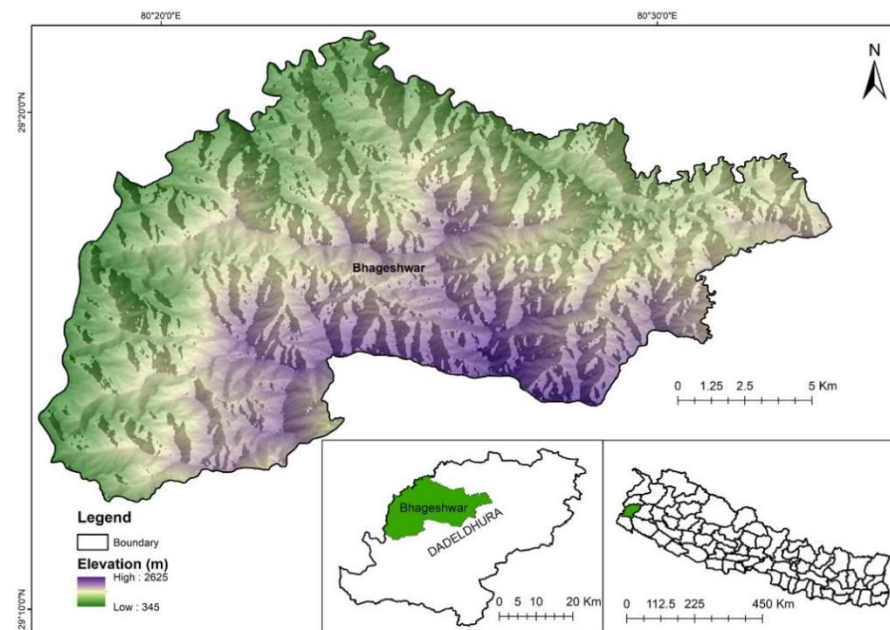 80°20'0"E
80°30'0"E
N
29°20'0"N
Bhageshwar
0 1.25 2.5 5 Km
29°10'0"N
Legend
Boundary
Elevation (m)
High : 2625
Low : 345
Bhageshwar
DADELDHURA
0 5 10 20 Km
0 112.5 225 450 KM